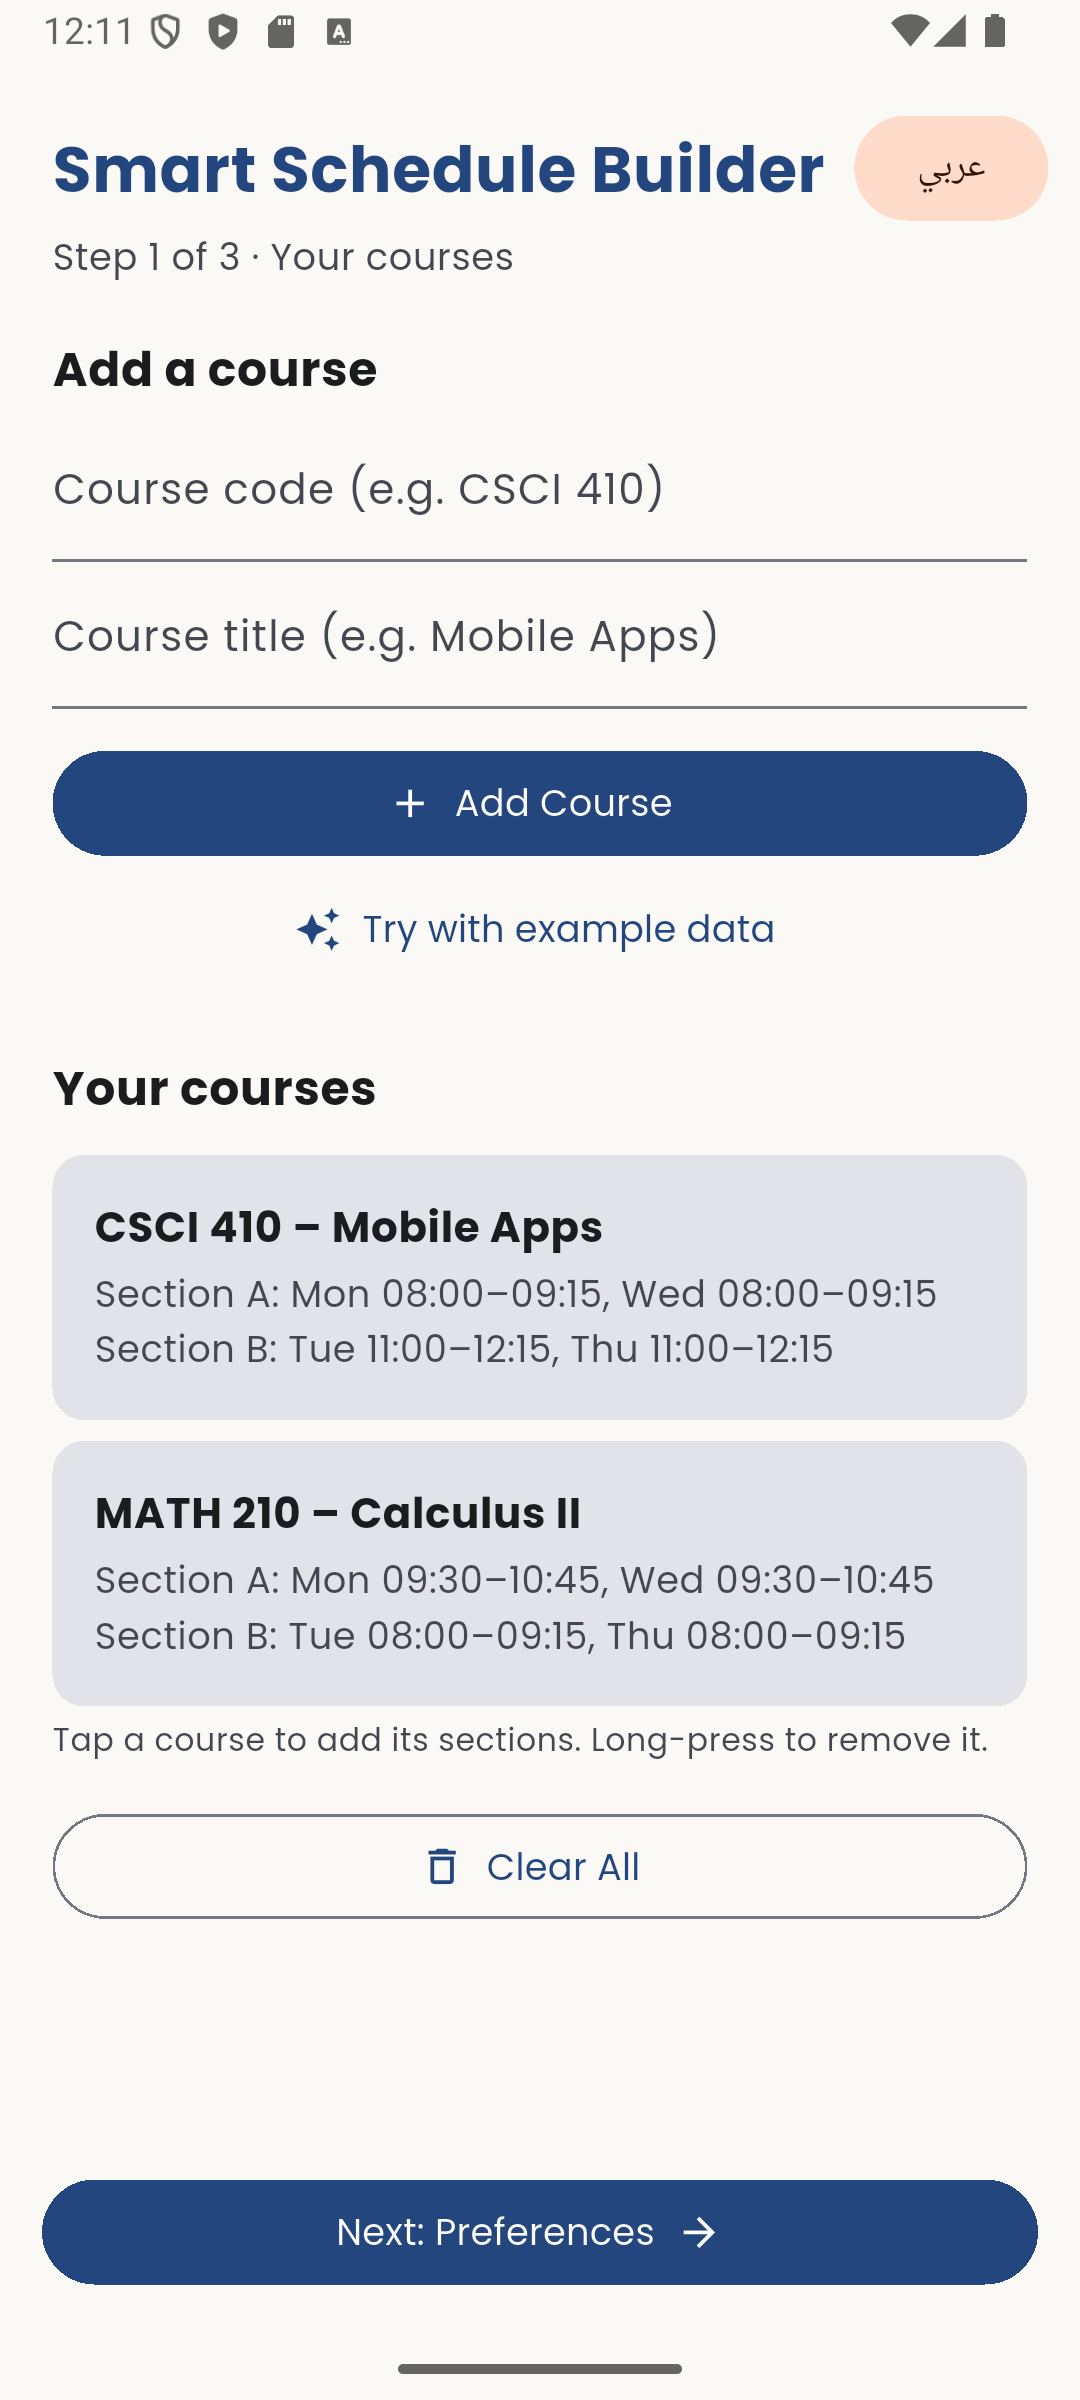 12:11
Smart Schedule Builder
عربي
Step 1 of 3 · Your courses
Add a course
Course code (e.g. CSCI 410)
Course title (e.g. Mobile Apps)
+ Add Course
Try with example data
Your courses
CSCI 410 – Mobile Apps
Section A: Mon 08:00–09:15, Wed 08:00–09:15
Section B: Tue 11:00–12:15, Thu 11:00–12:15
MATH 210 – Calculus II
Section A: Mon 09:30–10:45, Wed 09:30–10:45
Section B: Tue 08:00–09:15, Thu 08:00–09:15
Tap a course to add its sections. Long-press to remove it.
Clear All
Next: Preferences →